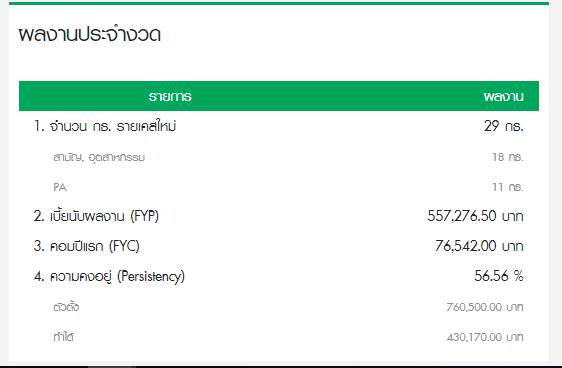 ผลงานประจำงวด
รายการ ผลงาน
1. จำนวน กธ. รายเคสใหม่ 29 กธ.
สามัญ, อุตสาหกรรม 18 กธ.
PA 11 กธ.
2. เบี้ยนับผลงาน (FYP) 557,276.50 บาท
3. คอมปีแรก (FYC) 76,542.00 บาท
4. ความคงอยู่ (Persistency) 56.56 %
ตัวตั้ง 760,500.00 บาท
ทำได้ 430,170.00 บาท